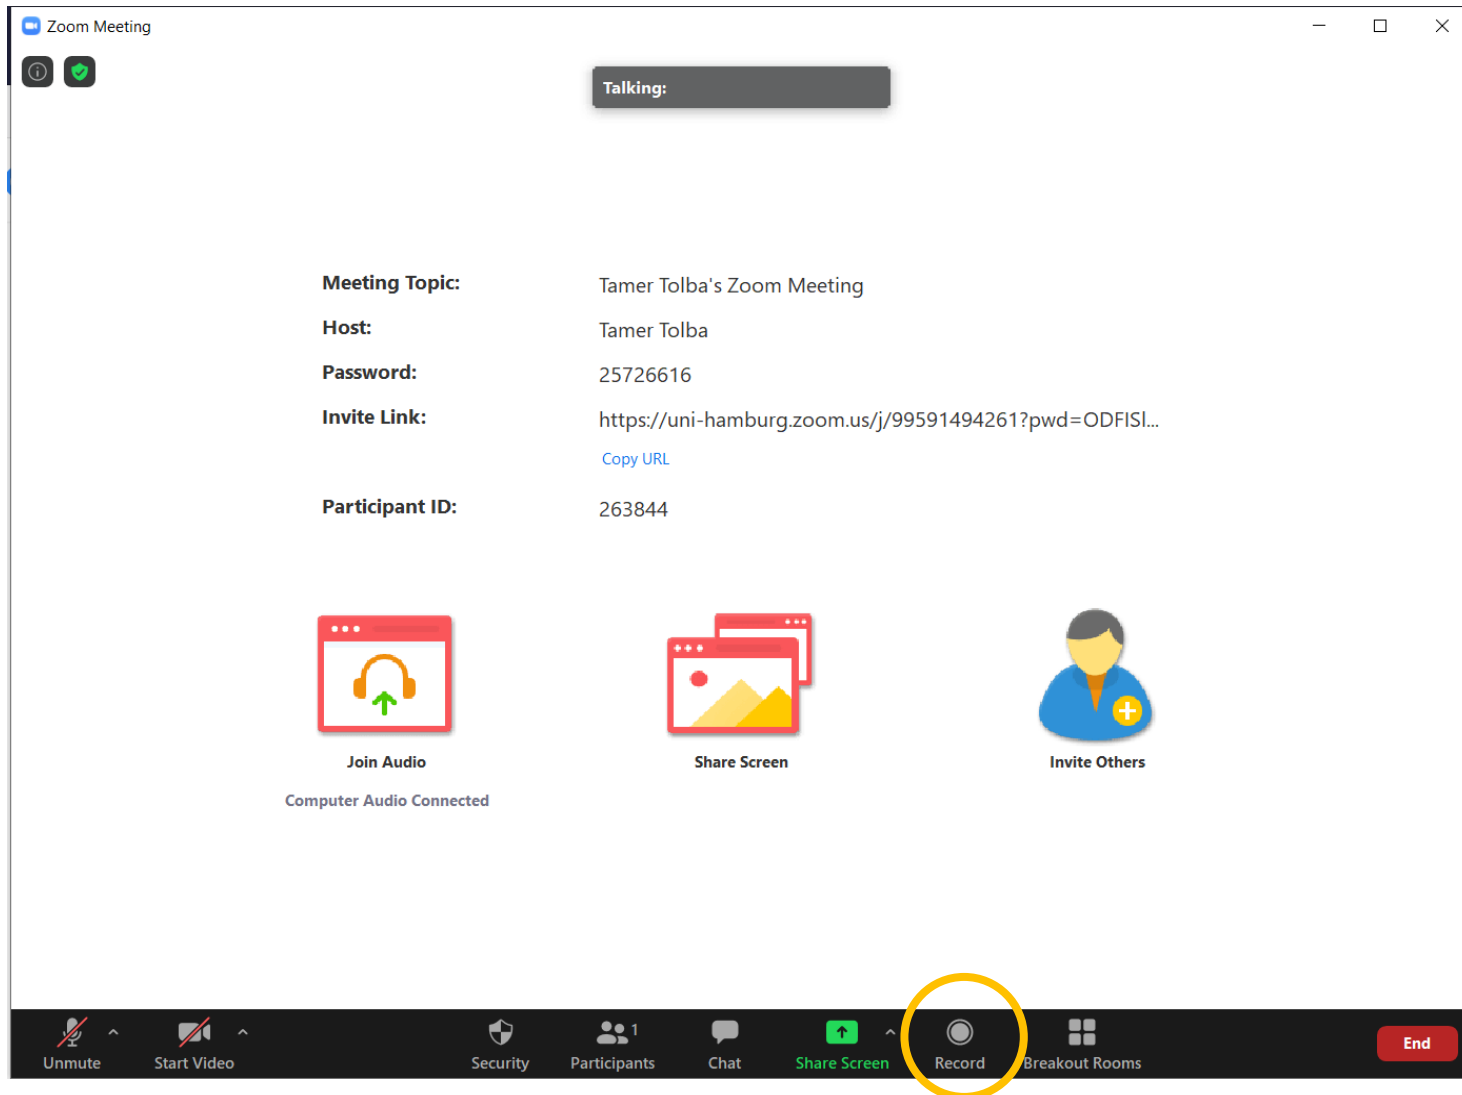 Zoom Meeting
Talking:
Meeting Topic: Tamer Tolba's Zoom Meeting
Host: Tamer Tolba
Password: 25726616
Invite Link: https://uni-hamburg.zoom.us/j/99591494261?pwd=ODFISl...
Copy URL
Participant ID: 263844
Join Audio Share Screen Invite Others
Computer Audio Connected
1
Unmute Start Video Security Participants Chat Share Screen Record Breakout Rooms End